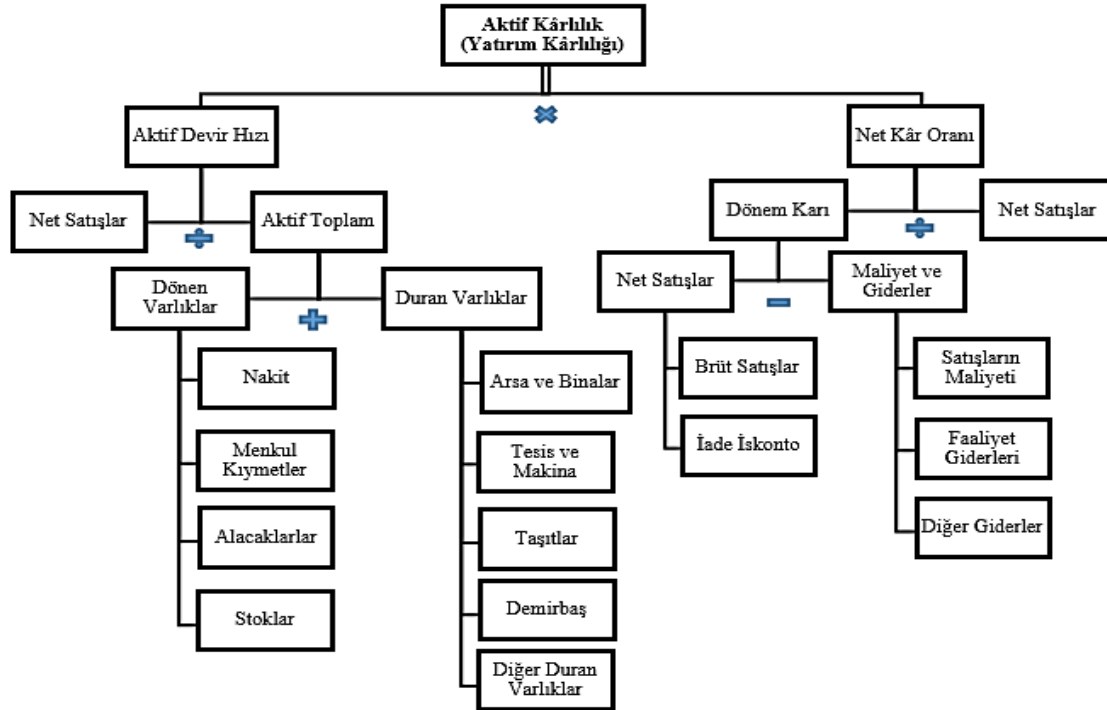 Aktif Kârlılık
(Yatırım Kârlılığı)
Aktif Devir Hızı
Net Kâr Oranı
Net Satışlar
Aktif Toplam
Dönem Karı
Net Satışlar
Dönen
Varlıklar
Duran Varlıklar
Net Satışlar
Maliyet ve
Giderler
Nakit
Menkul
Kıymetler
Alacaklarlar
Stoklar
Arsa ve Binalar
Tesis ve
Makina
Taşıtlar
Demirbaş
Diğer Duran
Varlıklar
Brüt Satışlar
İade İskonto
Satışların
Maliyeti
Faaliyet
Giderleri
Diğer Giderler